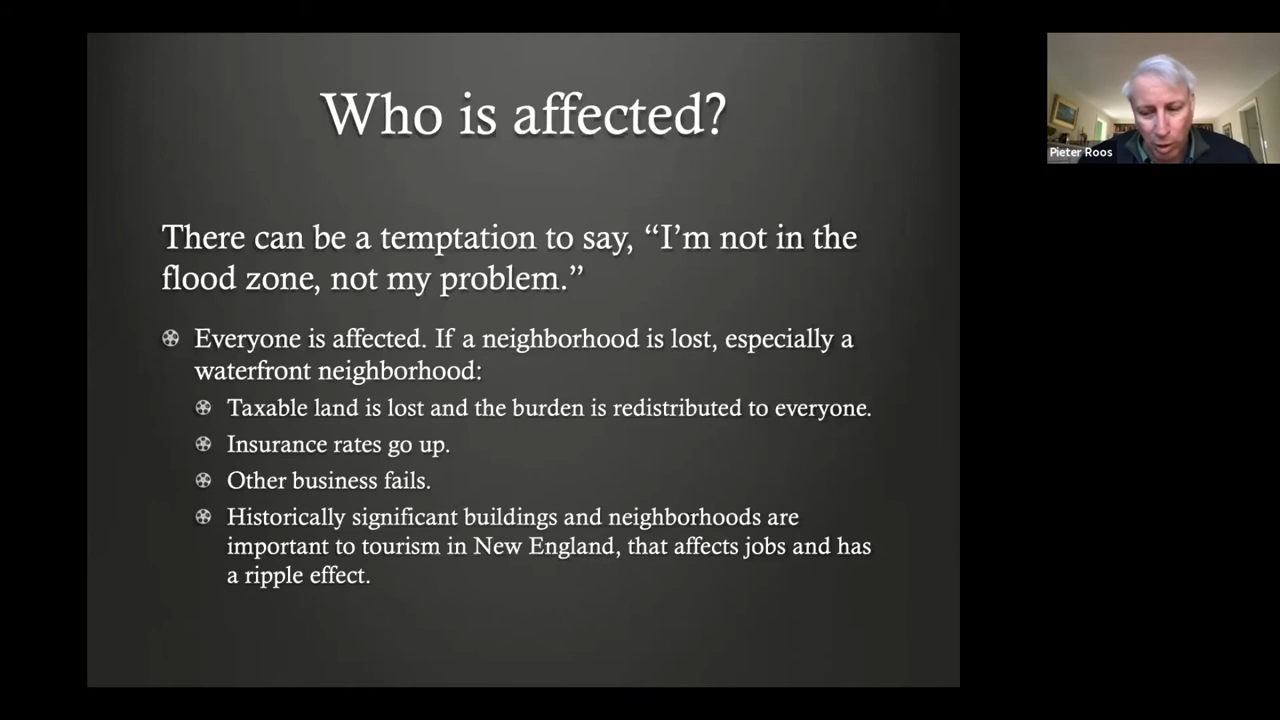 Who is affected?
There can be a temptation to say, “I’m not in the
flood zone, not my problem.”
Everyone is affected. If a neighborhood is lost, especially a
waterfront neighborhood:
Taxable land is lost and the burden is redistributed to everyone.
Insurance rates go up.
Other business fails.
Historically significant buildings and neighborhoods are
important to tourism in New England, that affects jobs and has
a ripple effect.
Pieter Roos